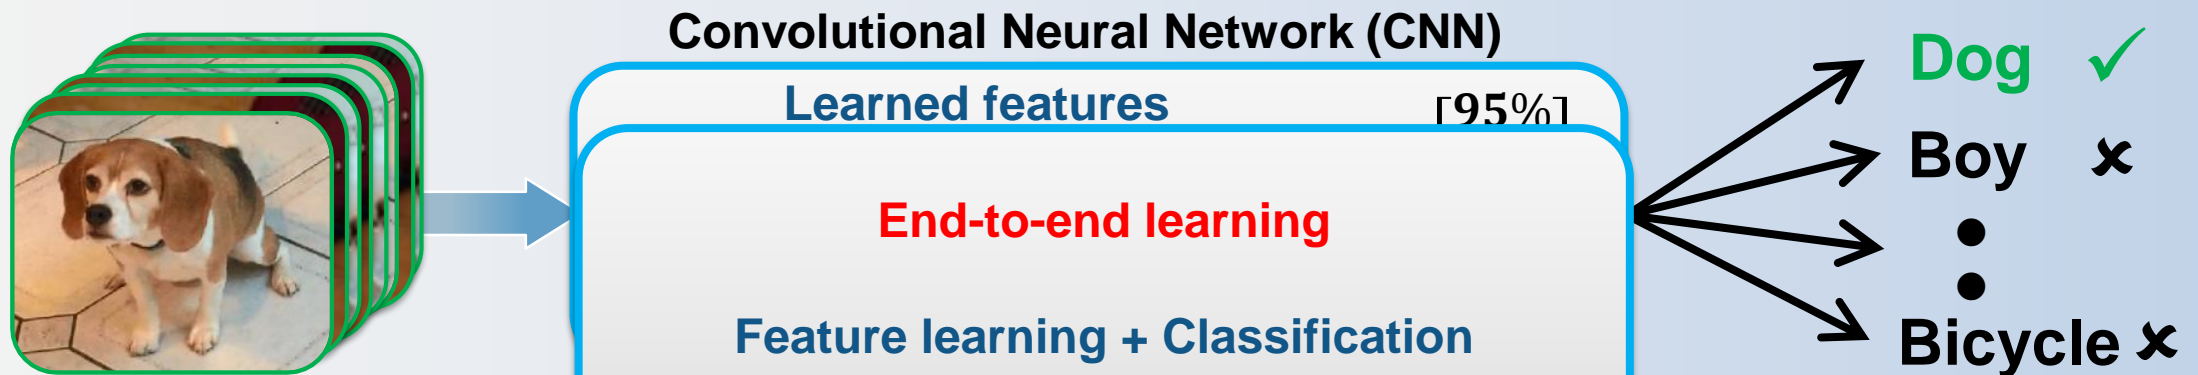 Convolutional Neural Network (CNN)
Learned features
[95%]
End-to-end learning
Feature learning + Classification
Dog ✓
Boy ✘
Bicycle ✘